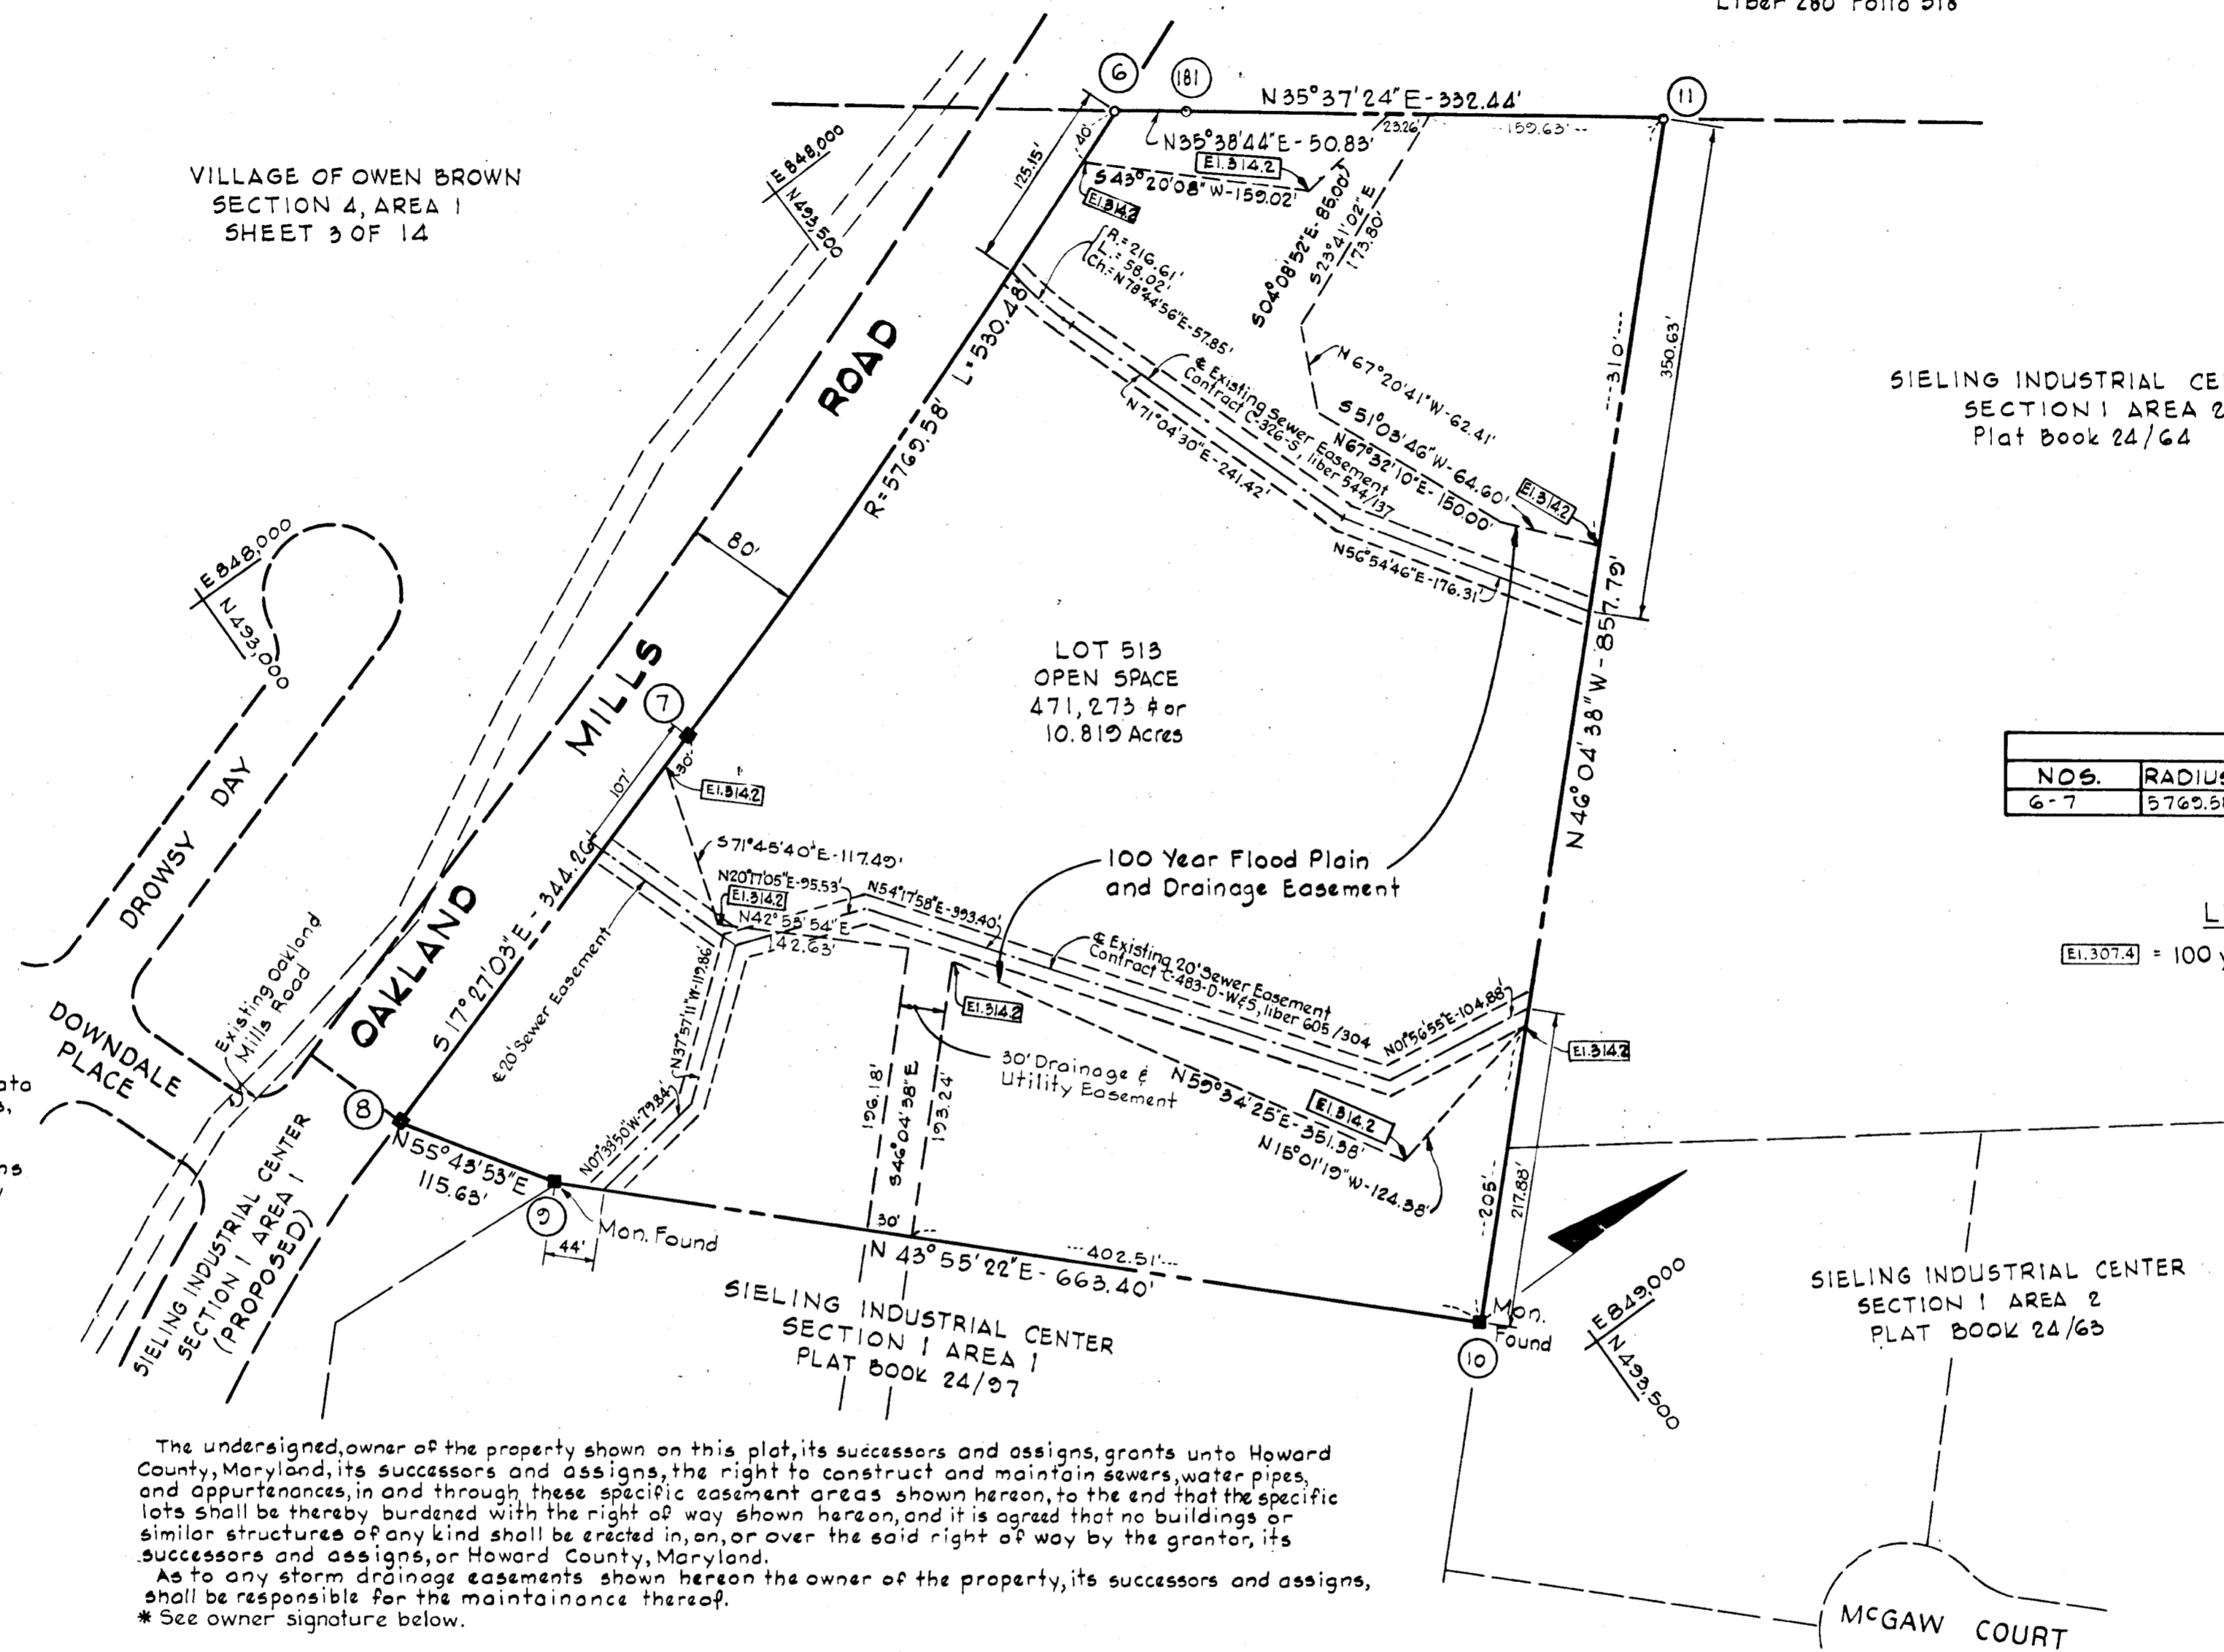 Liber 280 Folio 518
6
181
11
N35°37'24"E-332.44'
23.26'
--159.63'--
N35°38'44"E-50.83'
40'
125.15'
El.314.2
S43°20'08"W-159.02'
El.314.2
E 848,000
N 493,500
VILLAGE OF OWEN BROWN
SECTION 4, AREA 1
SHEET 3 OF 14
R.=216.61'
L.=58.02'
Ch.=N78°44'56"E-57.85'
S04°08'52"E-85.00'
S23°41'02"E
173.80'
N67°20'41"W-62.41'
S51°03'46"W-64.60'
N67°32'10"E-150.00'
El.314.2
---310'---
350.63'
℄ Existing Sewer Easement
Contract C-326-S, liber 544/137
N71°04'30"E-241.42'
N56°54'46"E-176.31'
SIELING INDUSTRIAL CE
SECTION 1 AREA 2
Plat Book 24/64
R=5769.58' L=530.48'
80'
OAKLAND MILLS ROAD
E 848,000
N 493,000
LOT 513
OPEN SPACE
471,273 ⏍ or
10.819 Acres
N46°04'38"W-857.79'
7
30'
107'
El.314.2
NOS. RADIUS
6-7 5769.58
DROWSY DAY
S71°45'40"E-117.49'
100 Year Flood Plain
and Drainage Easement
N20°17'05"E-95.53'
El.314.2
N54°17'58"E-393.40'
N42°53'54"E
142.63'
L
El.307.4 = 100 y
Existing Oakland
Mills Road
S17°27'03"E-344.26'
℄ 20' Sewer Easement
N37°57'11"W-119.86'
℄ Existing 20' Sewer Easement
Contract C-483-D-W&S, liber 605/304
N01°56'55"E-104.88'
El.314.2
El.314.2
30' Drainage &
Utility Easement
DOWNDALE
PLACE
8
N55°43'53"E
115.63'
N07°39'50"W-79.84'
196.18'
S46°04'38"E
193.24'
N59°34'25"E-351.38'
El.314.2
N15°01'19"W-124.38'
---205'---
217.88'
9
Mon. Found
44'
30'
---402.51'---
N 43°55'22"E-663.40'
Mon.
Found
10
E 849,000
N 493,500
SIELING INDUSTRIAL CENTER
SECTION 1 AREA 1
(PROPOSED)
SIELING INDUSTRIAL CENTER
SECTION 1 AREA 1
PLAT BOOK 24/97
SIELING INDUSTRIAL CENTER
SECTION 1 AREA 2
PLAT BOOK 24/63
The undersigned, owner of the property shown on this plat, its successors and assigns, grants unto Howard
County, Maryland, its successors and assigns, the right to construct and maintain sewers, water pipes,
and appurtenances, in and through these specific easement areas shown hereon, to the end that the specific
lots shall be thereby burdened with the right of way shown hereon, and it is agreed that no buildings or
similar structures of any kind shall be erected in, on, or over the said right of way by the grantor, its
successors and assigns, or Howard County, Maryland.
As to any storm drainage easements shown hereon the owner of the property, its successors and assigns,
shall be responsible for the maintainance thereof.
* See owner signature below.
McGAW COURT